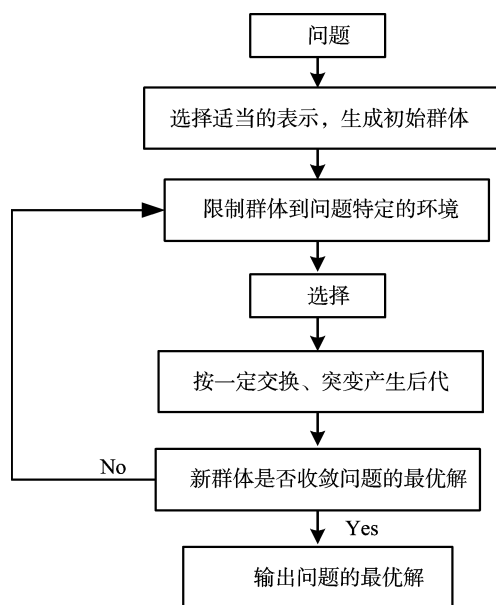 问题
选择适当的表示，生成初始群体
限制群体到问题特定的环境
选择
按一定交换、突变产生后代
No
新群体是否收敛问题的最优解
Yes
输出问题的最优解